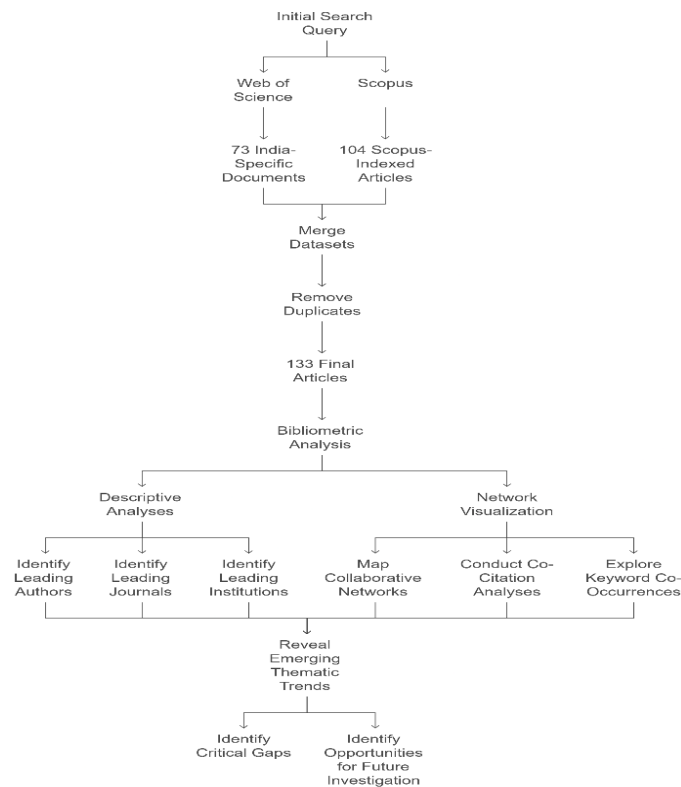 Initial Search
Query
Web of
Science
Scopus
73 India-
Specific
Documents
104 Scopus-
Indexed
Articles
Merge
Datasets
Remove
Duplicates
133 Final
Articles
Bibliometric
Analysis
Descriptive
Analyses
Network
Visualization
Identify
Leading
Authors
Identify
Leading
Journals
Identify
Leading
Institutions
Map
Collaborative
Networks
Conduct Co-
Citation
Analyses
Explore
Keyword Co-
Occurrences
Reveal
Emerging
Thematic
Trends
Identify
Critical Gaps
Identify
Opportunities
for Future
Investigation